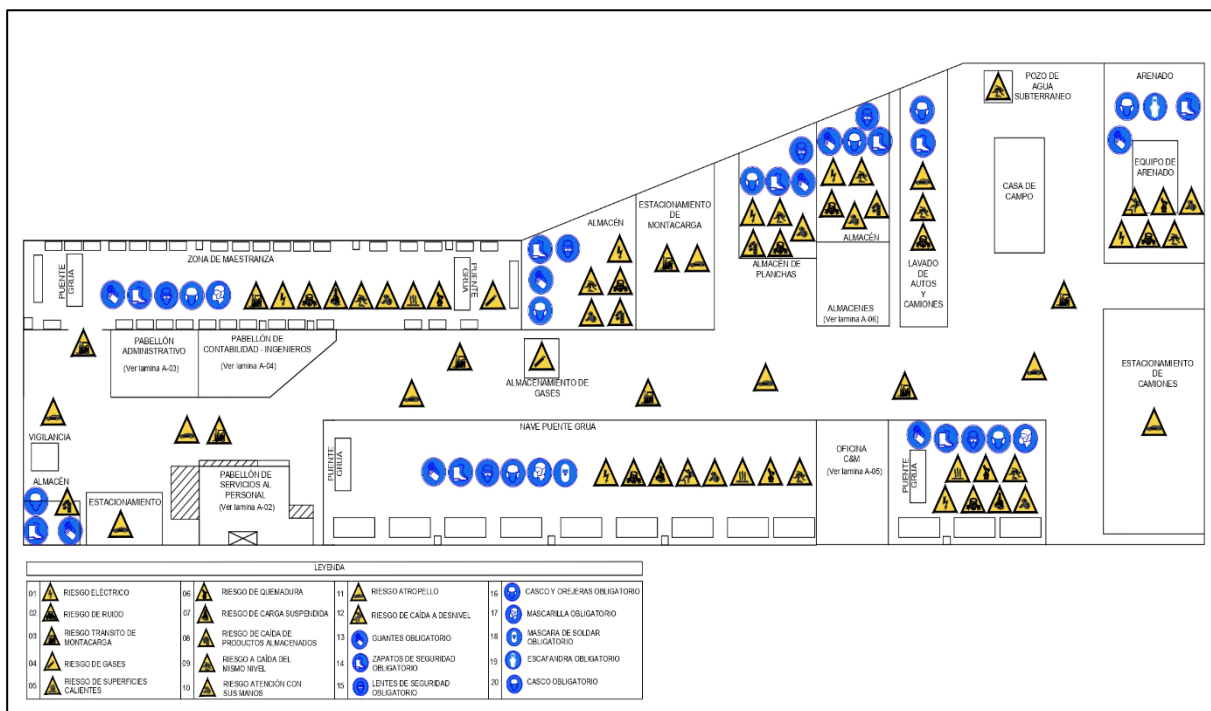 POZO DE
AGUA
SUBTERRANEO
ARENADO
EQUIPO DE
ARENADO
CASA DE
CAMPO
ESTACIONAMIENTO
DE
MONTACARGA
ALMACÉN
ALMACÉN
ALMACÉN DE
PLANCHAS
LAVADO DE
AUTOS
Y
CAMIONES
ZONA DE MAESTRANZA
PUENTE
GRUA
PUENTE
GRUA
ALMACENES
(Ver lamina A-06)
PABELLÓN
ADMINISTRATIVO
(Ver lamina A-03)
PABELLÓN DE
CONTABILIDAD - INGENIEROS
(Ver lamina A-04)
ALMACENAMIENTO DE
GASES
ESTACIONAMIENTO
DE
CAMIONES
VIGILANCIA
NAVE PUENTE GRUA
PUENTE
GRUA
OFICINA
C&M
(Ver lamina A-05)
PUENTE
GRUA
PABELLÓN DE
SERVICIOS AL
PERSONAL
(Ver lamina A-02)
ALMACÉN
ESTACIONAMIENTO
LEYENDA
01 RIESGO ELÉCTRICO
02 RIESGO DE RUIDO
03 RIESGO TRANSITO DE
MONTACARGA
04 RIESGO DE GASES
05 RIESGO DE SUPERFICIES
CALIENTES
06 RIESGO DE QUEMADURA
07 RIESGO DE CARGA SUSPENDIDA
08 RIESGO DE CAÍDA DE
PRODUCTOS ALMACENADOS
09 RIESGO A CAÍDA DEL
MISMO NIVEL
10 RIESGO ATENCIÓN CON
SUS MANOS
11 RIESGO ATROPELLO
12 RIESGO DE CAÍDA A DESNIVEL
13 GUANTES OBLIGATORIO
14 ZAPATOS DE SEGURIDAD
OBLIGATORIO
15 LENTES DE SEGURIDAD
OBLIGATORIO
16 CASCO Y OREJERAS OBLIGATORIO
17 MASCARILLA OBLIGATORIO
18 MASCARA DE SOLDAR
OBLIGATORIO
19 ESCAFANDRA OBLIGATORIO
20 CASCO OBLIGATORIO